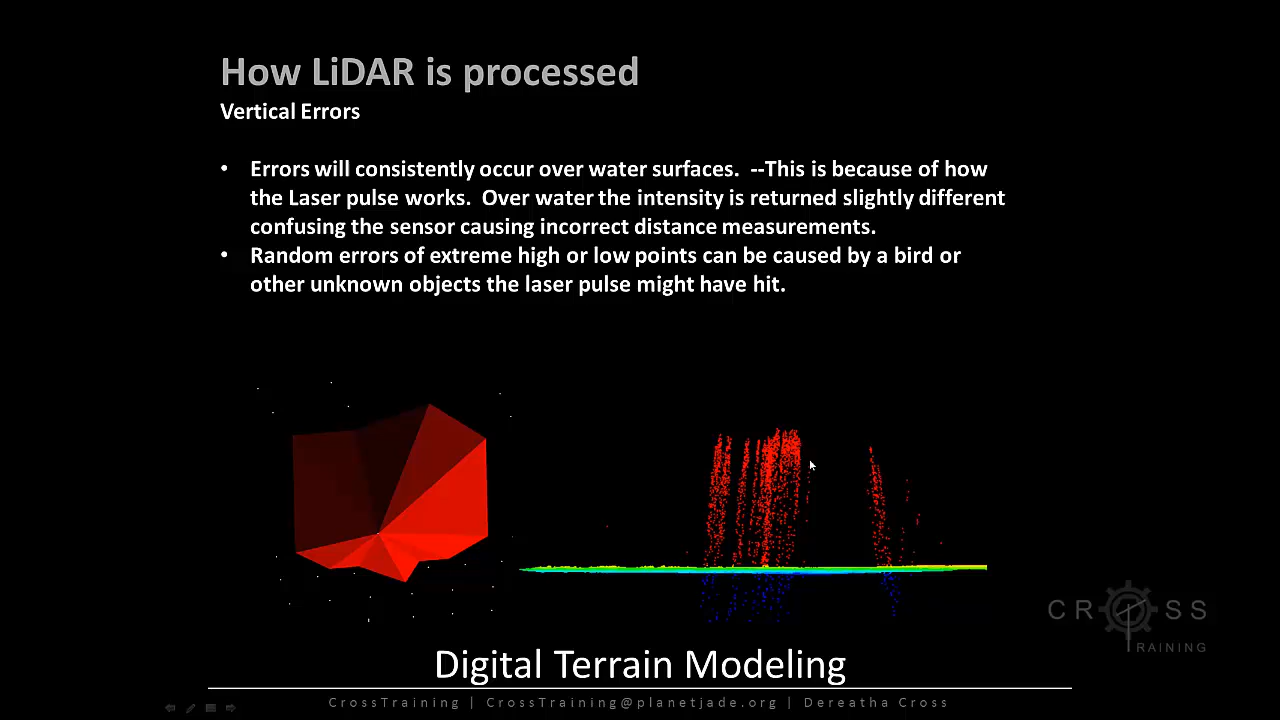 How LiDAR is processed
Vertical Errors
• Errors will consistently occur over water surfaces.  --This is because of how
the Laser pulse works.  Over water the intensity is returned slightly different
confusing the sensor causing incorrect distance measurements.
• Random errors of extreme high or low points can be caused by a bird or
other unknown objects the laser pulse might have hit.
CROSS
TRAINING
Digital Terrain Modeling
CrossTraining | CrossTraining@planetjade.org | Dereatha Cross